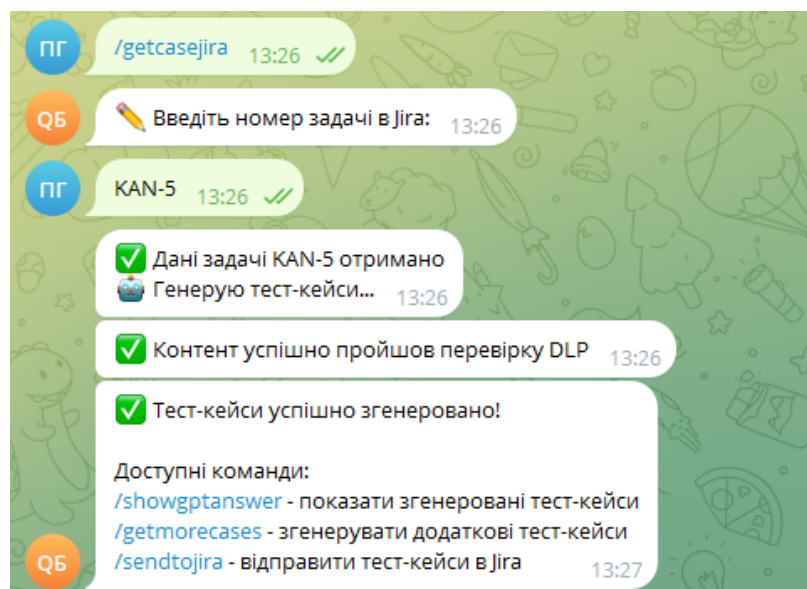 ПГ
/getcasejira 13:26
QБ
✏️ Введіть номер задачі в Jira: 13:26
ПГ
KAN-5 13:26
✅ Дані задачі KAN-5 отримано
🤖 Генерую тест-кейси... 13:26
✅ Контент успішно пройшов перевірку DLP 13:26
✅ Тест-кейси успішно згенеровано!
Доступні команди:
/showgptanswer - показати згенеровані тест-кейси
/getmorecases - згенерувати додаткові тест-кейси
/sendtojira - відправити тест-кейси в Jira 13:27
QБ